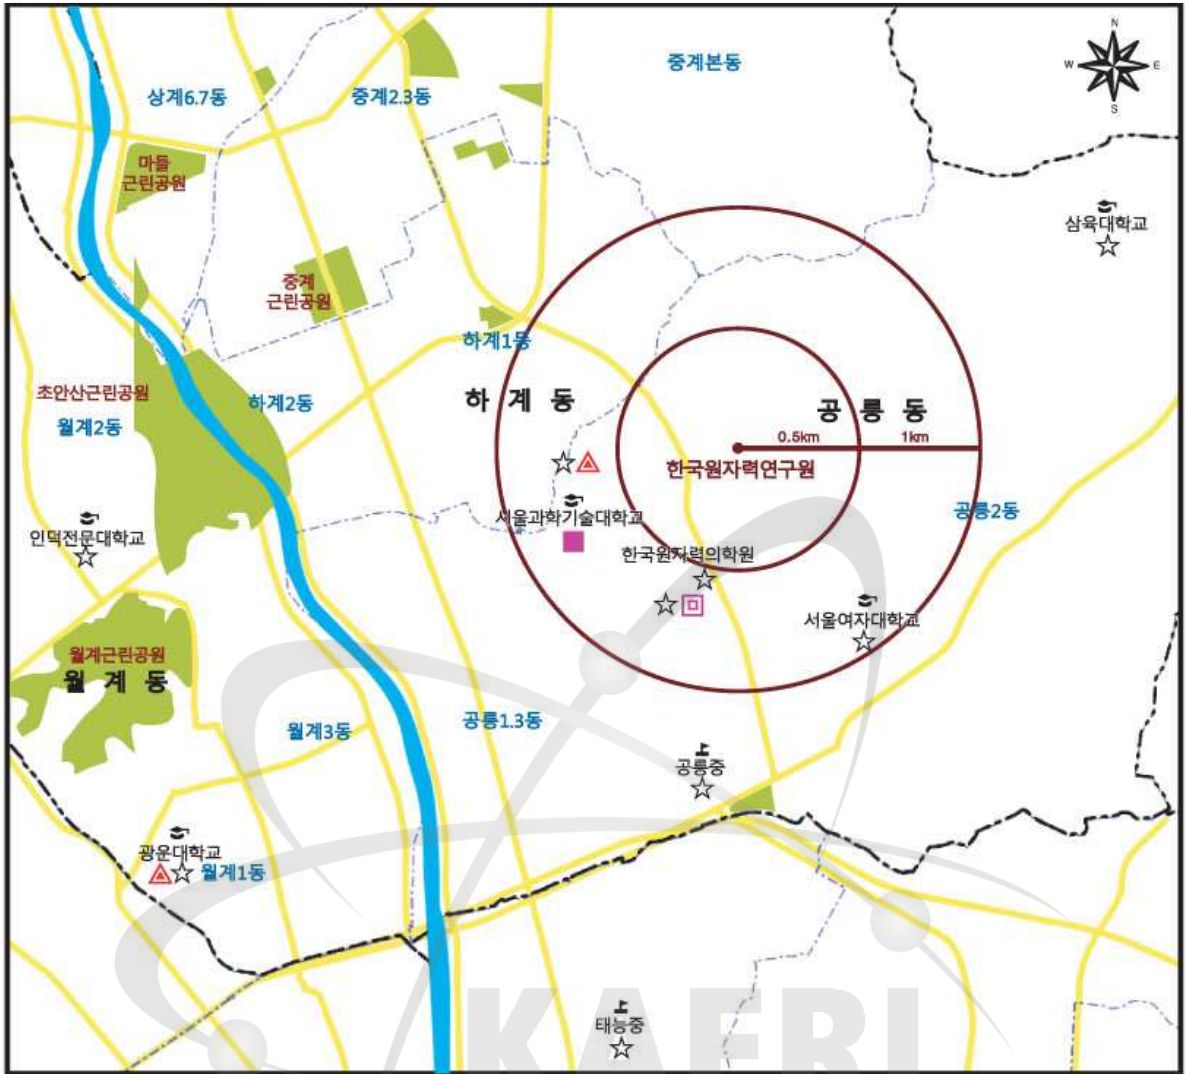 중계본동
N
W
E
S
상계6.7동
중계2.3동
마들
근린공원
삼육대학교
중계
근린공원
하계1동
초안산근린공원
하계2동
하 계 동
공 릉 동
월계2동
0.5km
1km
한국원자력연구원
서울과학기술대학교
공릉2동
인덕전문대학교
한국원자력의학원
서울여자대학교
월계근린공원
월 계 동
월계3동
공릉1.3동
공릉중
광운대학교
월계1동
KAERI
태능중